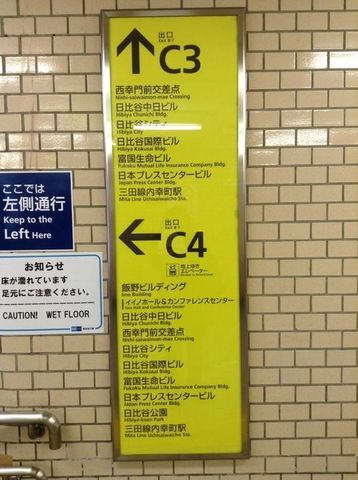 出口
Exit 出口
C3
西幸門前交差点
Nishi-saiwaimon-mae Crossing
日比谷中日ビル
Hibiya Chunichi Bldg.
日比谷シティ
Hibiya City
日比谷国際ビル
Hibiya Kokusai Bldg.
富国生命ビル
Fukoku Mutual Life Insurance Company Bldg.
日本プレスセンタービル
Japan Press Center Bldg.
三田線内幸町駅
Mita Line Uchisaiwaicho Sta.
出口
C4
地上ゆき
エレベーター
飯野ビルディング
Iino Building
イイノホール&カンファレンスセンター
Iino Hall and Conference Center
日比谷中日ビル
Hibiya Chunichi Bldg.
西幸門前交差点
Nishi-saiwaimon-mae Crossing
日比谷シティ
Hibiya City
日比谷国際ビル
Hibiya Kokusai Bldg.
富国生命ビル
Fukoku Mutual Life Insurance Company Bldg.
日本プレスセンタービル
Japan Press Center Bldg.
日比谷公園
Hibiya-koen Park
三田線内幸町駅
Mita Line Uchisaiwaicho Sta.
ここでは
左側通行
Keep to the
Left Here
お知らせ
床が濡れています
足元にご注意ください。
CAUTION! WET FLOOR